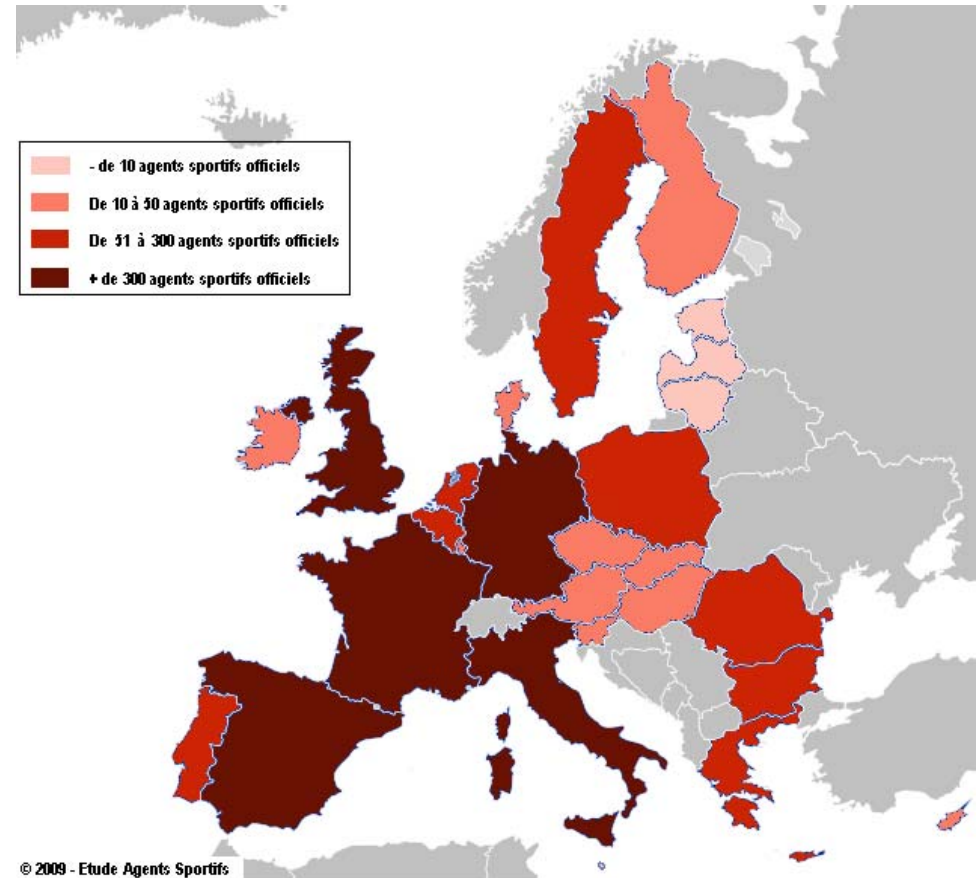 - de 10 agents sportifs officiels
De 10 à 50 agents sportifs officiels
De 51 à 300 agents sportifs officiels
+ de 300 agents sportifs officiels
© 2009 - Etude Agents Sportifs